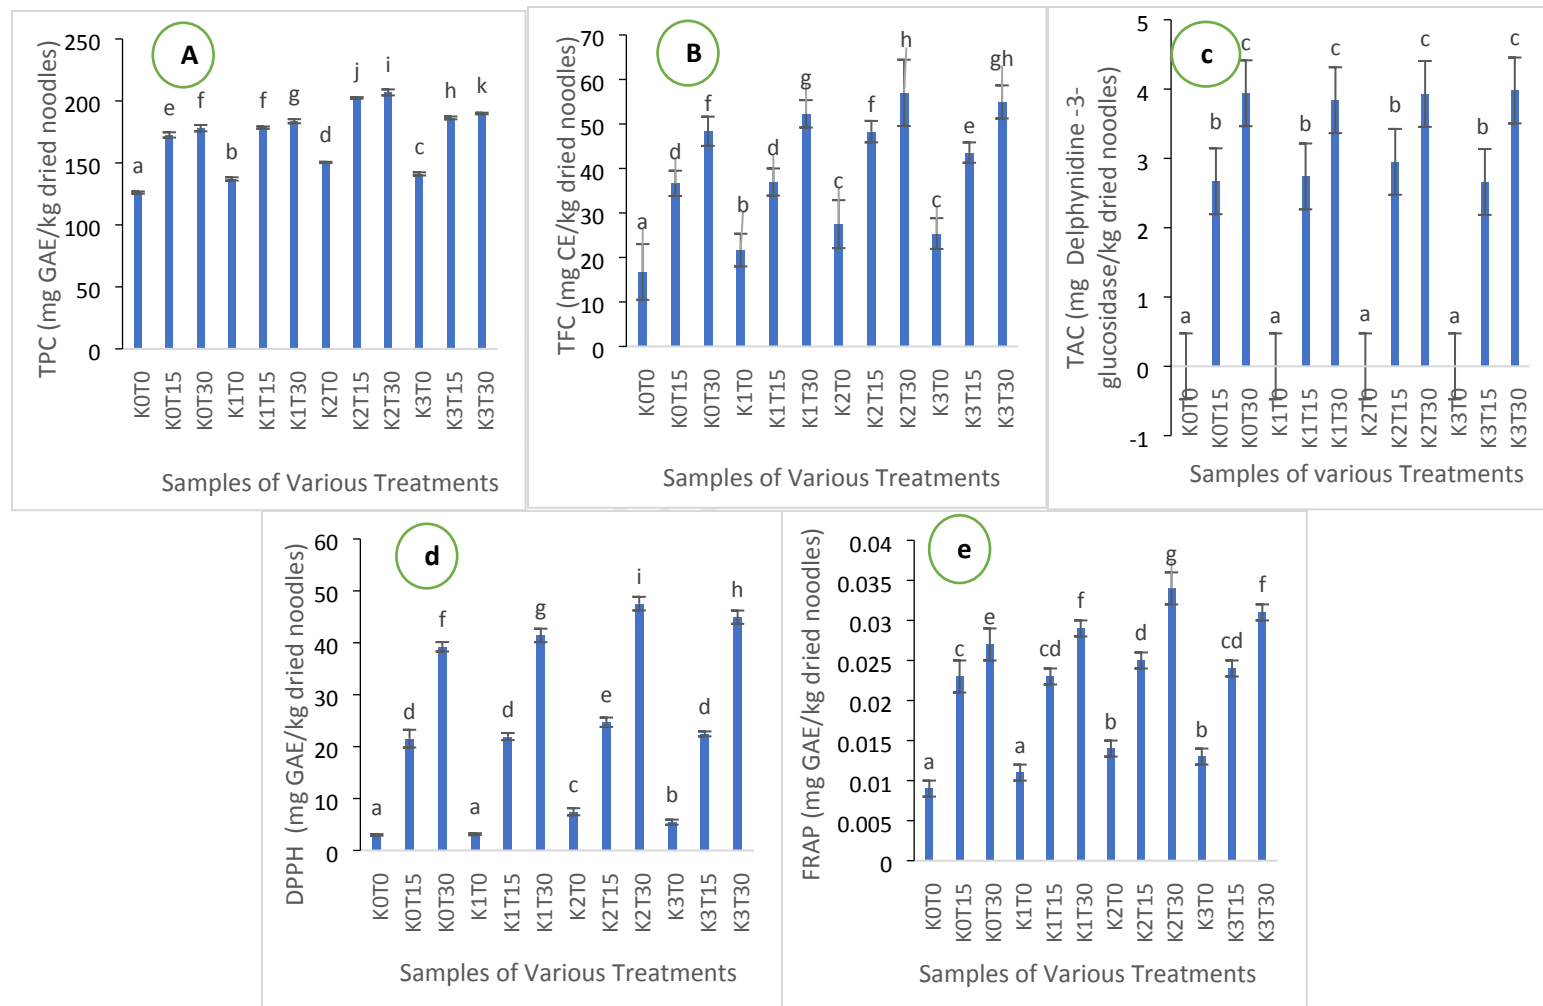 A
TPC (mg GAE/kg dried noodles)
250
200
150
100
50
0
a
e
f
b
f
g
d
j
i
c
h
k
K0T0
K0T15
K0T30
K1T0
K1T15
K1T30
K2T0
K2T15
K2T30
K3T0
K3T15
K3T30
Samples of Various Treatments
B
TFC (mg CE/kg dried noodles)
70
60
50
40
30
20
10
0
a
d
f
b
d
g
c
f
h
c
e
gh
K0T0
K0T15
K0T30
K1T0
K1T15
K1T30
K2T0
K2T15
K2T30
K3T0
K3T15
K3T30
Samples of Various Treatments
c
TAC (mg Delphynidine -3-
glucosidase/kg dried noodles)
5
4
3
2
1
0
-1
a
b
c
a
b
c
a
b
c
a
b
c
K0T0
K0T15
K0T30
K1T0
K1T15
K1T30
K2T0
K2T15
K2T30
K3T0
K3T15
K3T30
Samples of various Treatments
d
DPPH (mg GAE/kg dried noodles)
60
50
40
30
20
10
0
a
d
f
a
d
g
c
e
i
b
d
h
K0T0
K0T15
K0T30
K1T0
K1T15
K1T30
K2T0
K2T15
K2T30
K3T0
K3T15
K3T30
Samples of Various Treatments
e
FRAP (mg GAE/kg dried noodles)
0.04
0.035
0.03
0.025
0.02
0.015
0.01
0.005
0
a
c
e
a
cd
f
b
d
g
b
cd
f
K0T0
K0T15
K0T30
K1T0
K1T15
K1T30
K2T0
K2T15
K2T30
K3T0
K3T15
K3T30
Samples of Various Treatments